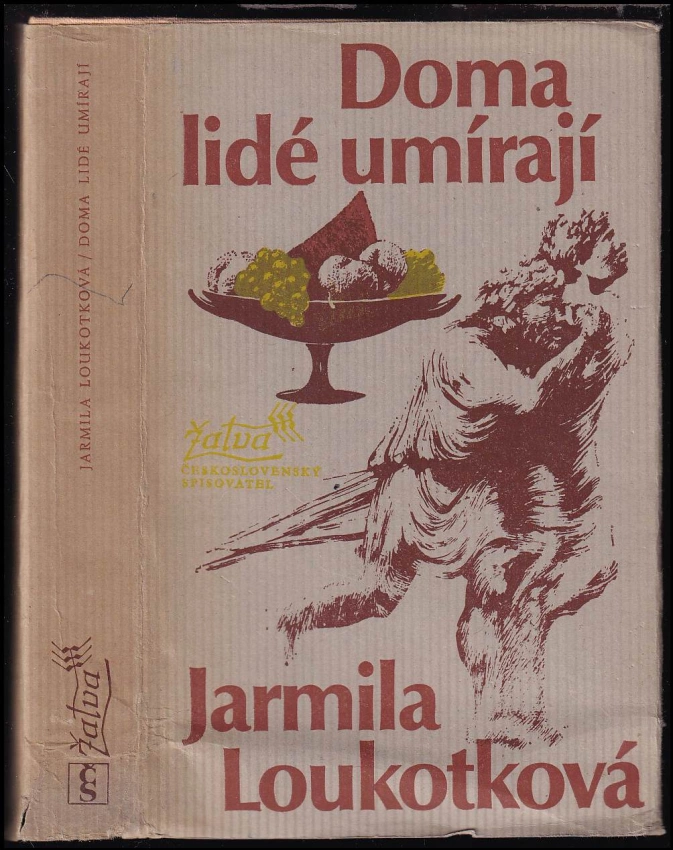 Doma
lidé umírají
Žatva
ČESKOSLOVENSKÝ
SPISOVATEL
Jarmila
Loukotková
JARMILA LOUKOTKOVÁ / DOMA LIDÉ UMÍRAJÍ
Žatva
čs